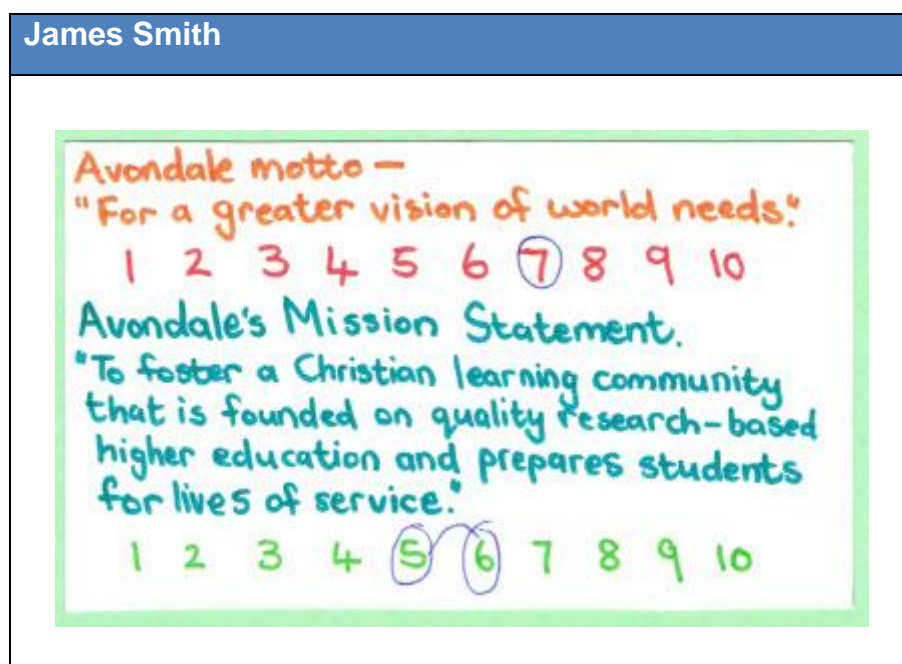 James Smith
Avondale motto –
"For a greater vision of world needs."
1 2 3 4 5 6 7 8 9 10
Avondale's Mission Statement.
"To foster a Christian learning community
that is founded on quality research-based
higher education and prepares students
for lives of service."
1 2 3 4 5 6 7 8 9 10